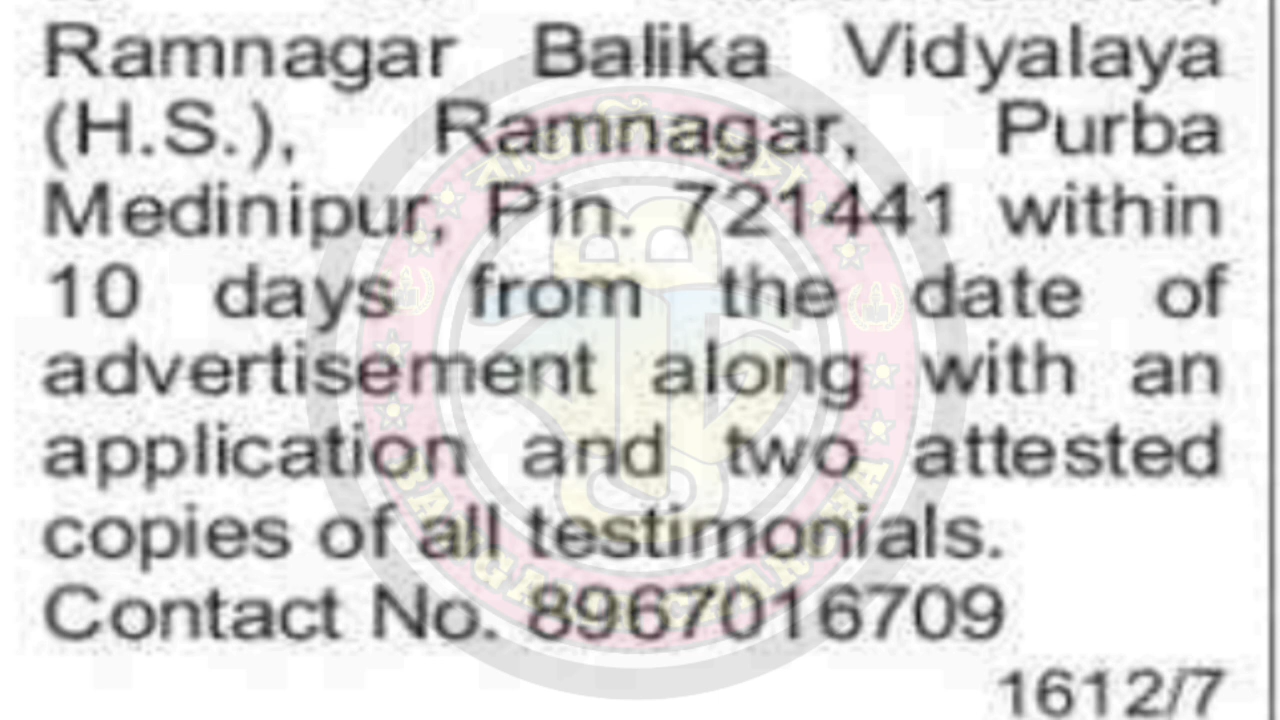 Ramnagar Balika Vidyalaya
(H.S.), Ramnagar, Purba
Medinipur, Pin. 721441 within
10 days from the date of
advertisement along with an
application and two attested
copies of all testimonials.
Contact No. 8967016709
1612/7